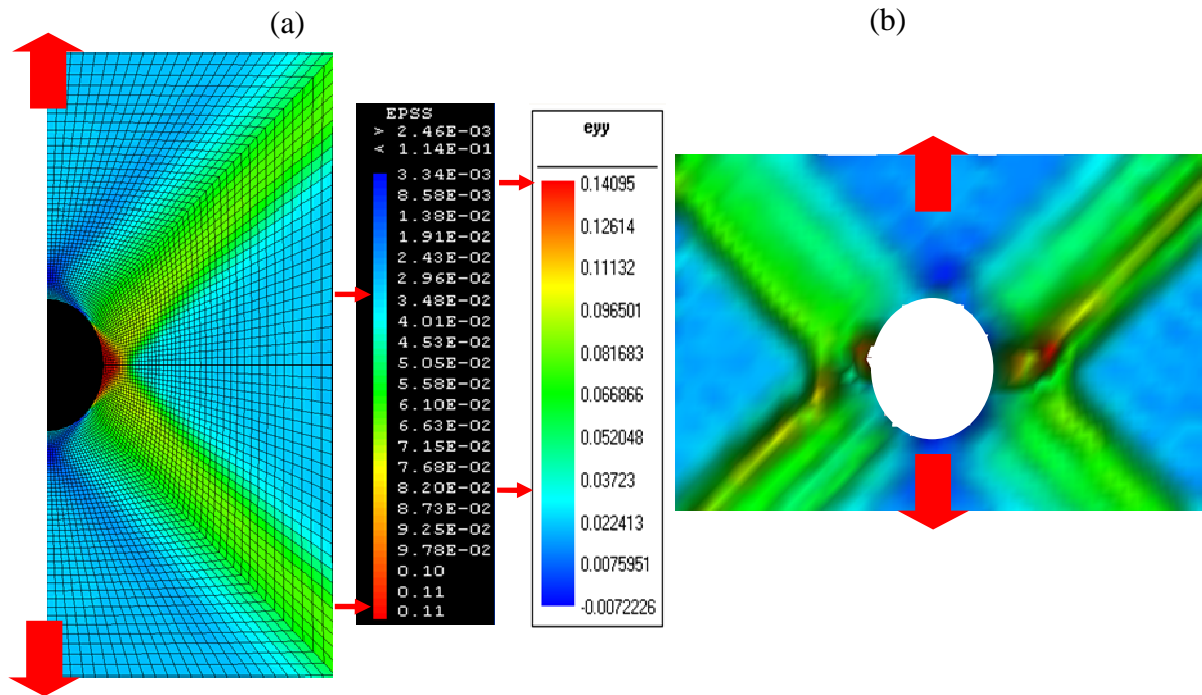 (a)
(b)
EPSS
> 2.46E-03
< 1.14E-01
3.34E-03
8.58E-03
1.38E-02
1.91E-02
2.43E-02
2.96E-02
3.48E-02
4.01E-02
4.53E-02
5.05E-02
5.58E-02
6.10E-02
6.63E-02
7.15E-02
7.68E-02
8.20E-02
8.73E-02
9.25E-02
9.78E-02
0.10
0.11
0.11
eyy
0.14095
0.12614
0.11132
0.096501
0.081683
0.066866
0.052048
0.03723
0.022413
0.0075951
-0.0072226